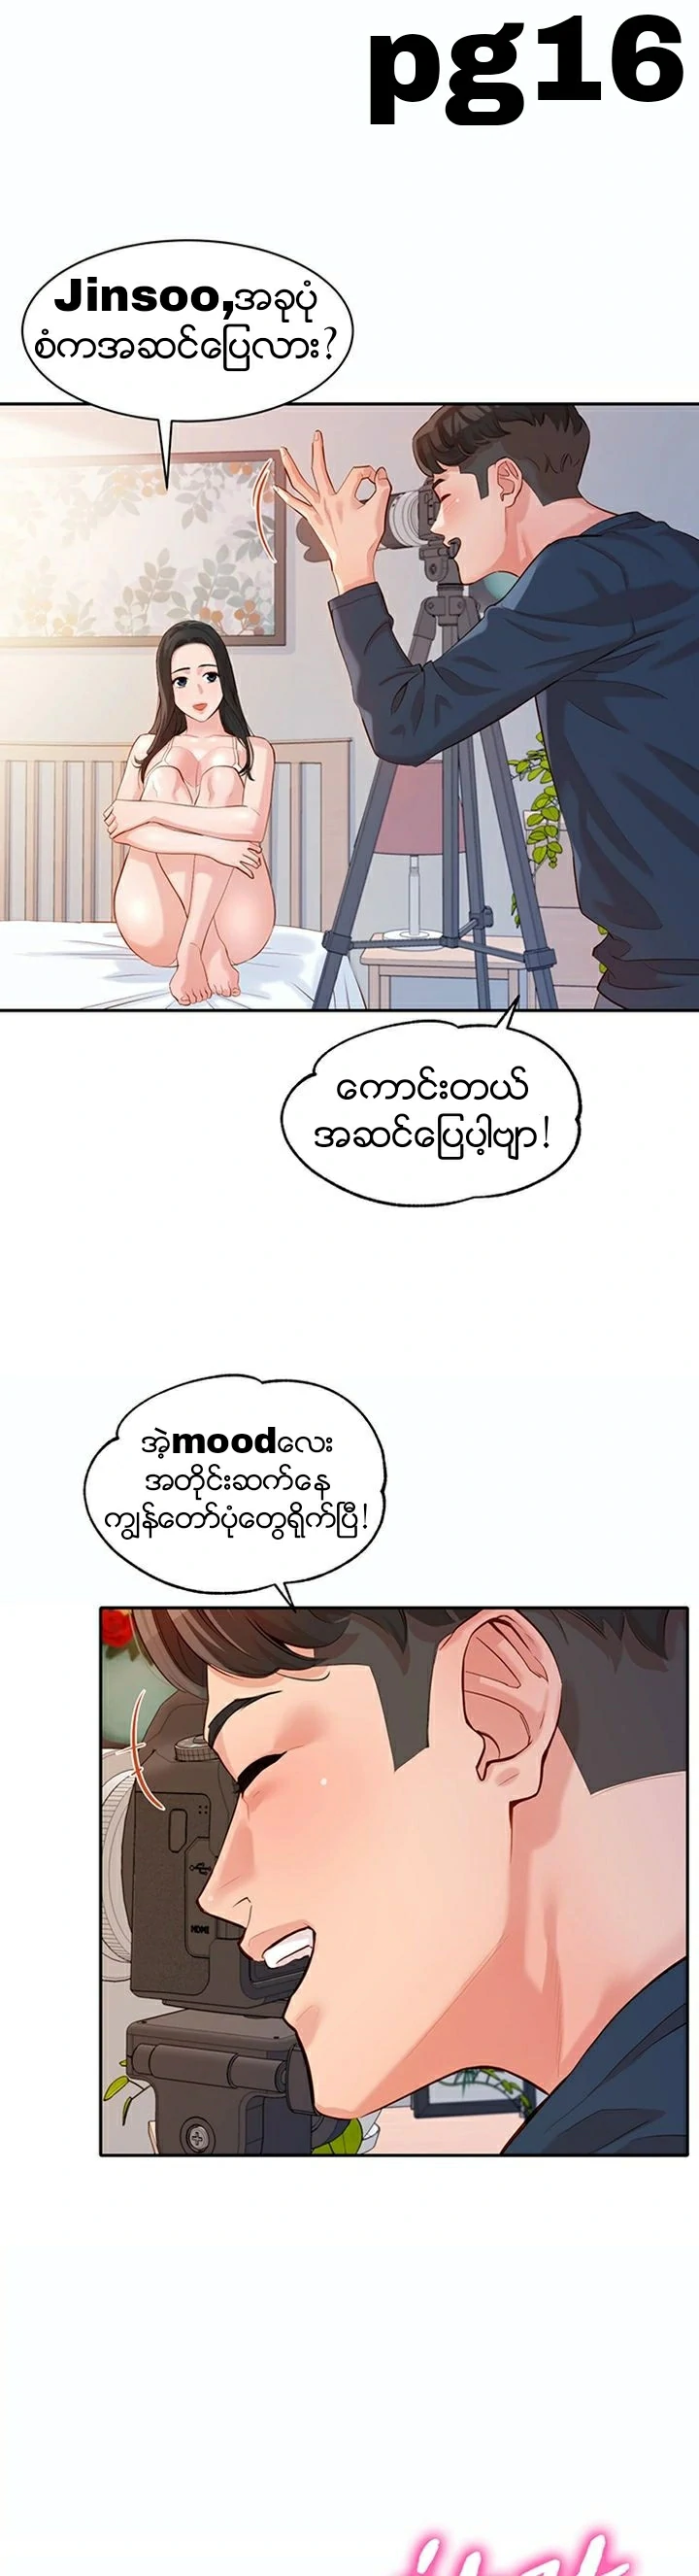 pg16
Jinsoo,အခုပုံ
စံကအဆင်ပြေလား?
ကောင်းတယ်
အဆင်ပြေပါ့ဗျာ!
အဲ့moodလေး
အတိုင်းဆက်နေ
ကျွန်တော်ပုံတွေရိုက်ပြီ!
HDMI